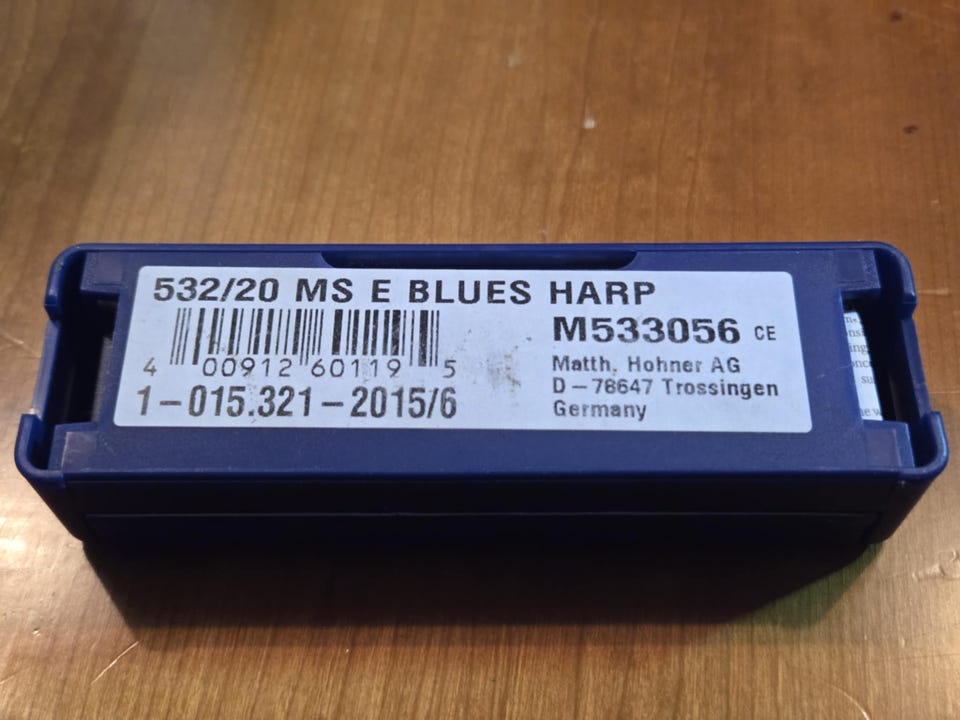 532/20 MS E BLUES HARP
M533056 CE
4 00912 60119 5
Matth. Hohner AG
D-78647 Trossingen
Germany
1-015.321-2015/6